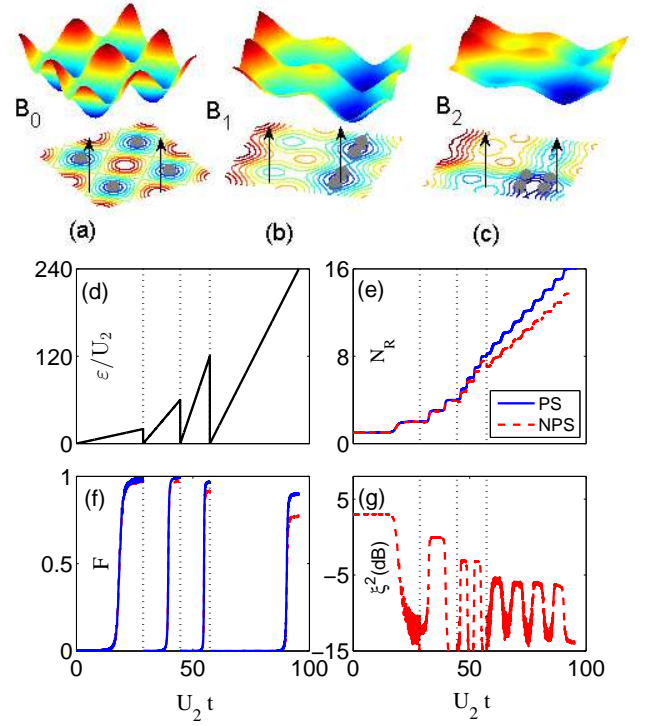 B0 B1 B2
(a) (b) (c)
(d) (e)
240
120
0
ε/U2
16
8
0
NR
PS
NPS
(f) (g)
1
0.5
0
F
5
−5
−15
ξ²(dB)
0 50 100
0 50 100
U2 t U2 t